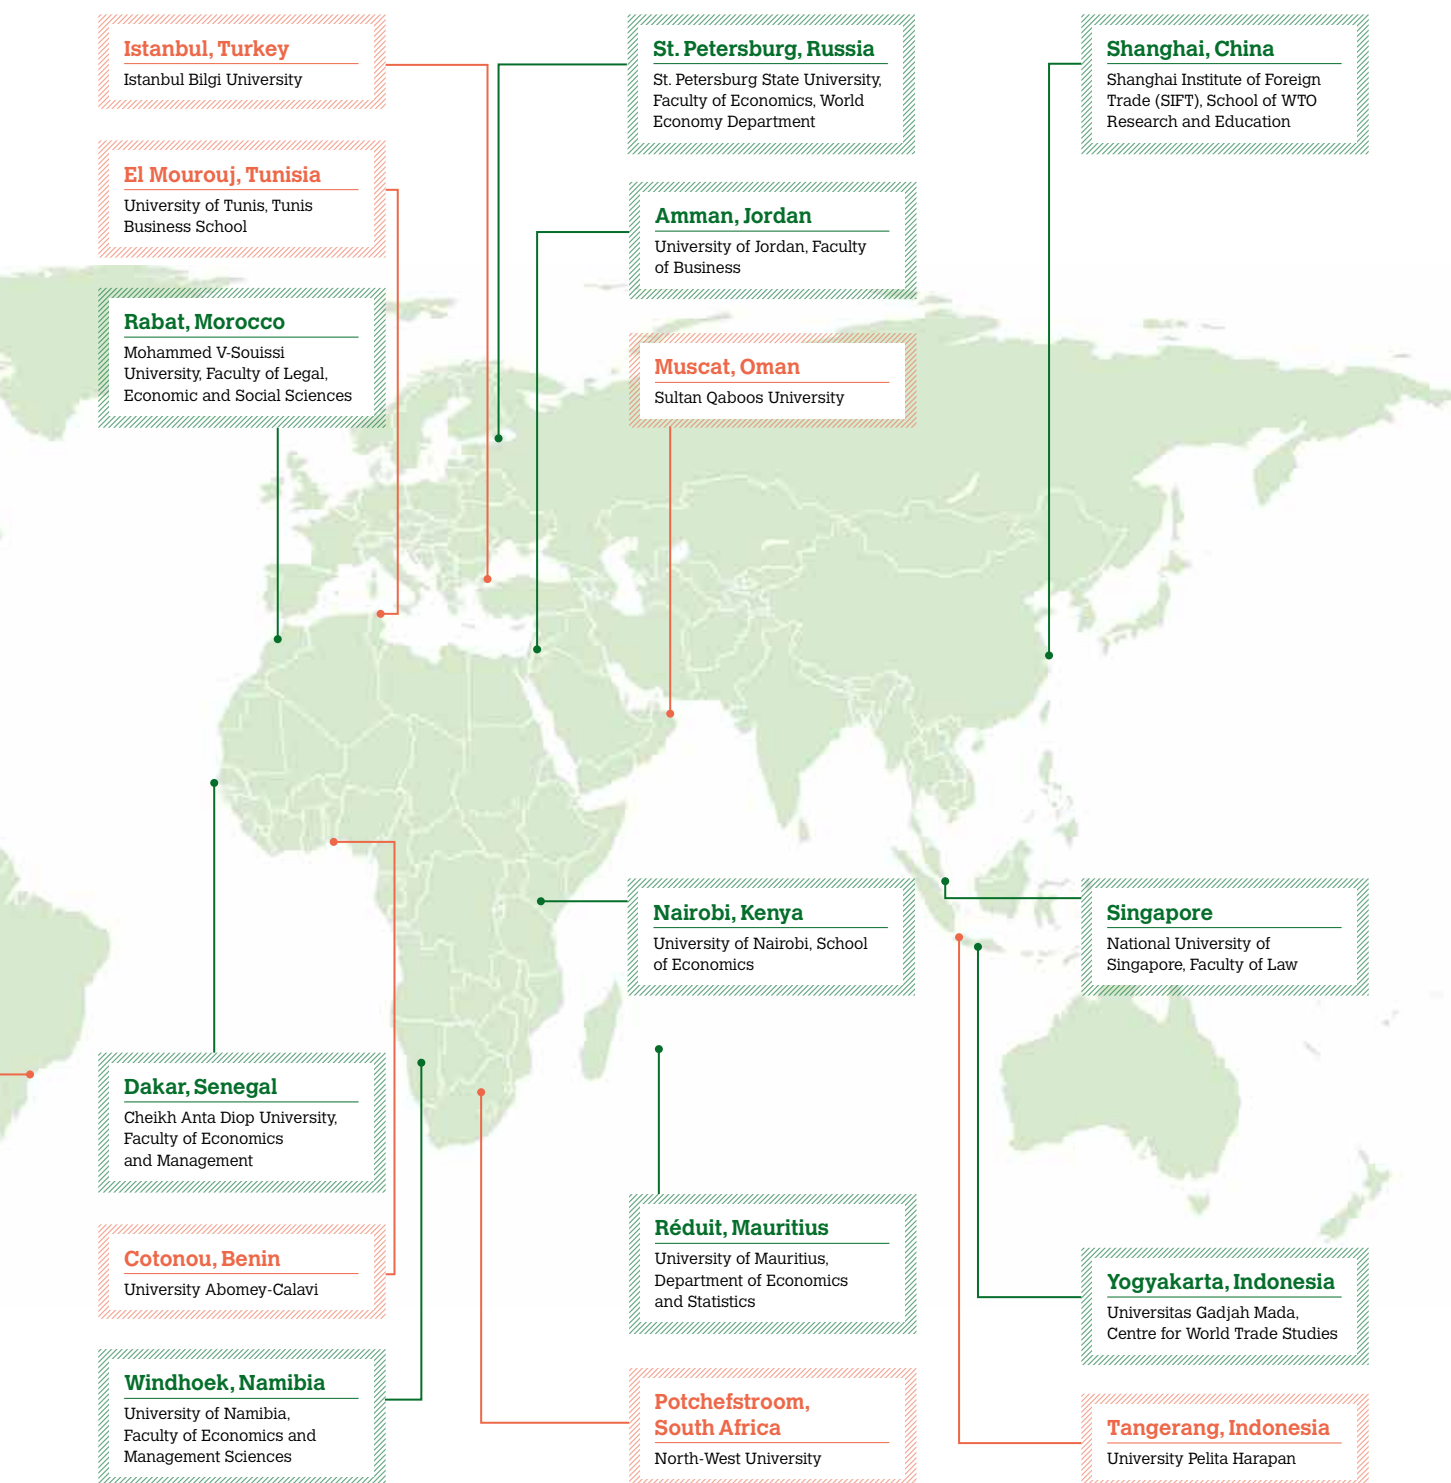 Istanbul, Turkey
Istanbul Bilgi University
El Mourouj, Tunisia
University of Tunis, Tunis
Business School
Rabat, Morocco
Mohammed V-Souissi
University, Faculty of Legal,
Economic and Social Sciences
St. Petersburg, Russia
St. Petersburg State University,
Faculty of Economics, World
Economy Department
Amman, Jordan
University of Jordan, Faculty
of Business
Muscat, Oman
Sultan Qaboos University
Shanghai, China
Shanghai Institute of Foreign
Trade (SIFT), School of WTO
Research and Education
Nairobi, Kenya
University of Nairobi, School
of Economics
Singapore
National University of
Singapore, Faculty of Law
Dakar, Senegal
Cheikh Anta Diop University,
Faculty of Economics
and Management
Cotonou, Benin
University Abomey-Calavi
Windhoek, Namibia
University of Namibia,
Faculty of Economics and
Management Sciences
Réduit, Mauritius
University of Mauritius,
Department of Economics
and Statistics
Potchefstroom,
South Africa
North-West University
Yogyakarta, Indonesia
Universitas Gadjah Mada,
Centre for World Trade Studies
Tangerang, Indonesia
University Pelita Harapan